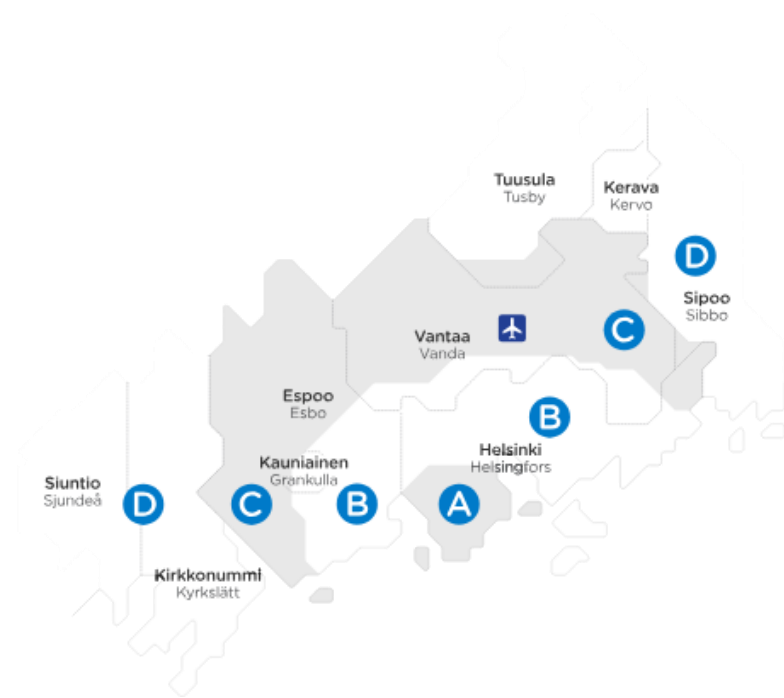 Tuusula
Tusby
Kerava
Kervo
D
Sipoo
Sibbo
C
Vantaa
Vanda
Espoo
Esbo
B
Helsinki
Helsingfors
Kauniainen
Grankulla
Siuntio
Sjundeå
D
C
B
A
Kirkkonummi
Kyrkslätt